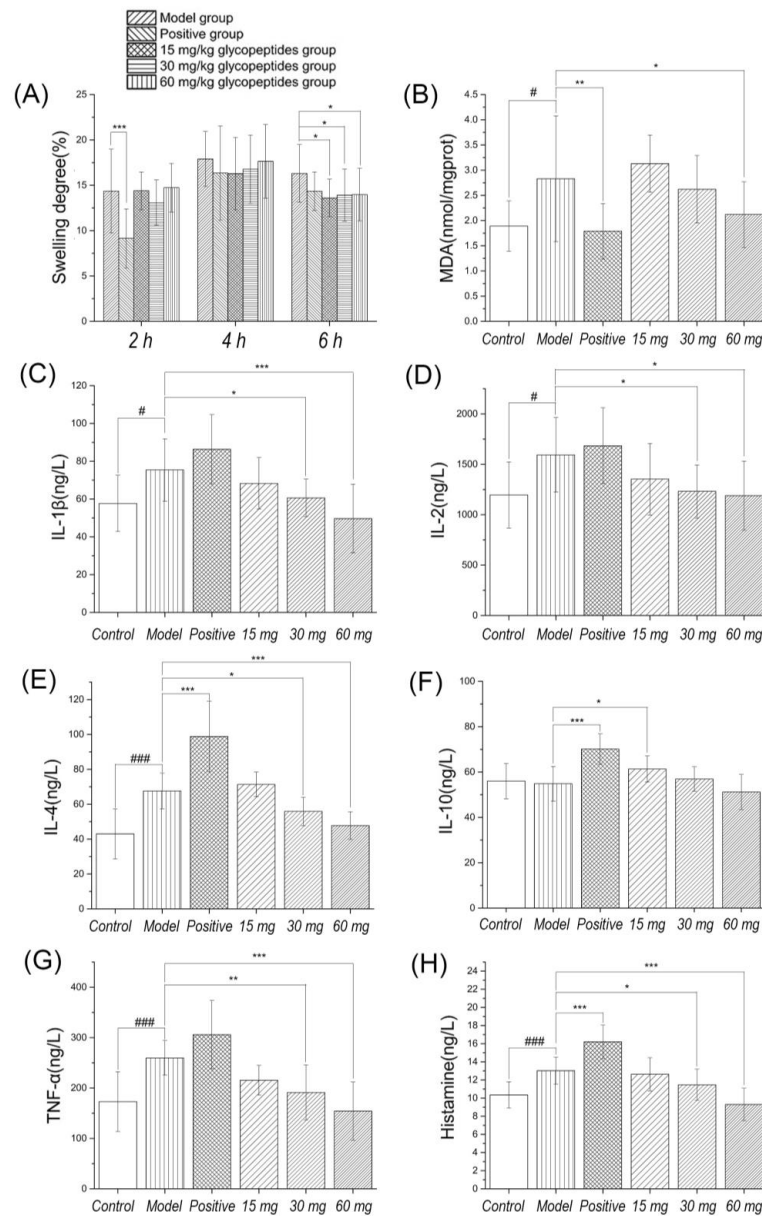 Model group
Positive group
15 mg/kg glycopeptides group
30 mg/kg glycopeptides group
60 mg/kg glycopeptides group
(A)
Swelling degree(%)
25
20
15
10
5
0
***
*
*
*
2 h 4 h 6 h
(B)
MDA(nmol/mgprot)
4.5
4.0
3.5
3.0
2.5
2.0
1.5
1.0
0.5
0.0
*
**
#
Control Model Positive 15 mg 30 mg 60 mg
(C)
IL-1β(ng/L)
120
100
80
60
40
20
0
***
*
#
Control Model Positive 15 mg 30 mg 60 mg
(D)
IL-2(ng/L)
2000
1500
1000
500
0
*
*
#
Control Model Positive 15 mg 30 mg 60 mg
(E)
IL-4(ng/L)
120
100
80
60
40
20
0
***
*
***
###
Control Model Positive 15 mg 30 mg 60 mg
(F)
IL-10(ng/L)
100
80
60
40
20
0
*
***
Control Model Positive 15 mg 30 mg 60 mg
(G)
TNF-α(ng/L)
400
300
200
100
0
***
**
###
Control Model Positive 15 mg 30 mg 60 mg
(H)
Histamine(ng/L)
24
22
20
18
16
14
12
10
8
6
4
2
0
***
*
***
###
Control Model Positive 15 mg 30 mg 60 mg